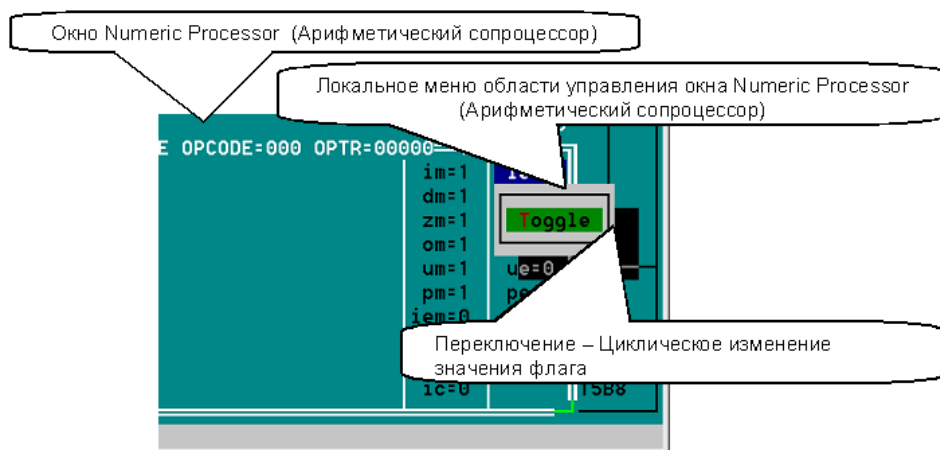 Окно Numeric Processor (Арифметический сопроцессор)
Локальное меню области управления окна Numeric Processor
(Арифметический сопроцессор)
E OPCODE=000 OPTR=00000
im=1
dm=1
zm=1
Toggle
om=1
um=1 ue=0
pm=1 pe
iem=0
Переключение – Циклическое изменение
значения флага
ic=0